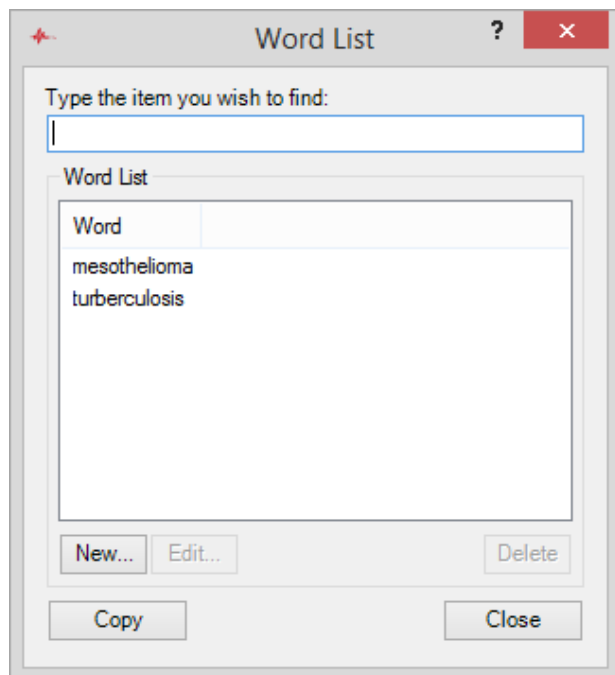 Word List
?
Type the item you wish to find:
Word List
Word
mesothelioma
turberculosis
New... Edit... Delete
Copy Close